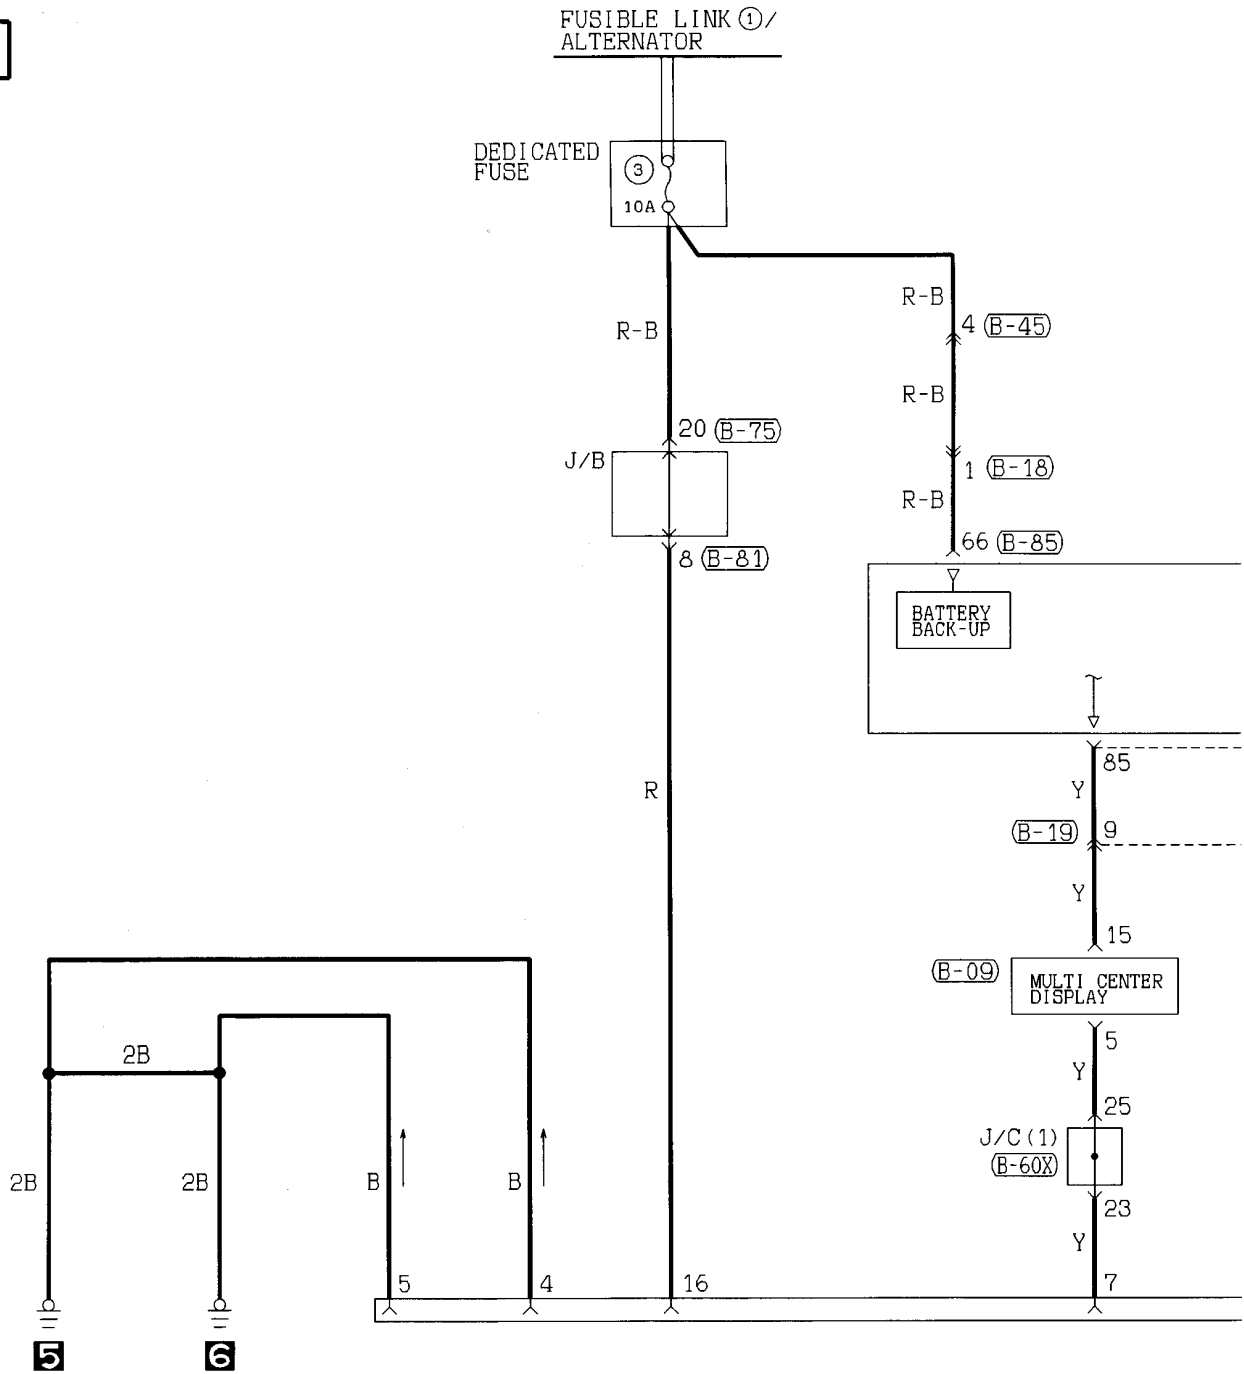 FUSIBLE LINK ①/
ALTERNATOR
DEDICATED
FUSE
③
10A
R-B
4 (B-45)
R-B
R-B
20 (B-75)
J/B
1 (B-18)
R-B
66 (B-85)
8 (B-81)
BATTERY
BACK-UP
85
R
Y
(B-19) 9
Y
15
(B-09)
MULTI CENTER
DISPLAY
5
2B
Y
25
J/C(1)
(B-60X)
2B
2B
B
B
23
Y
5
4
16
7
5
6